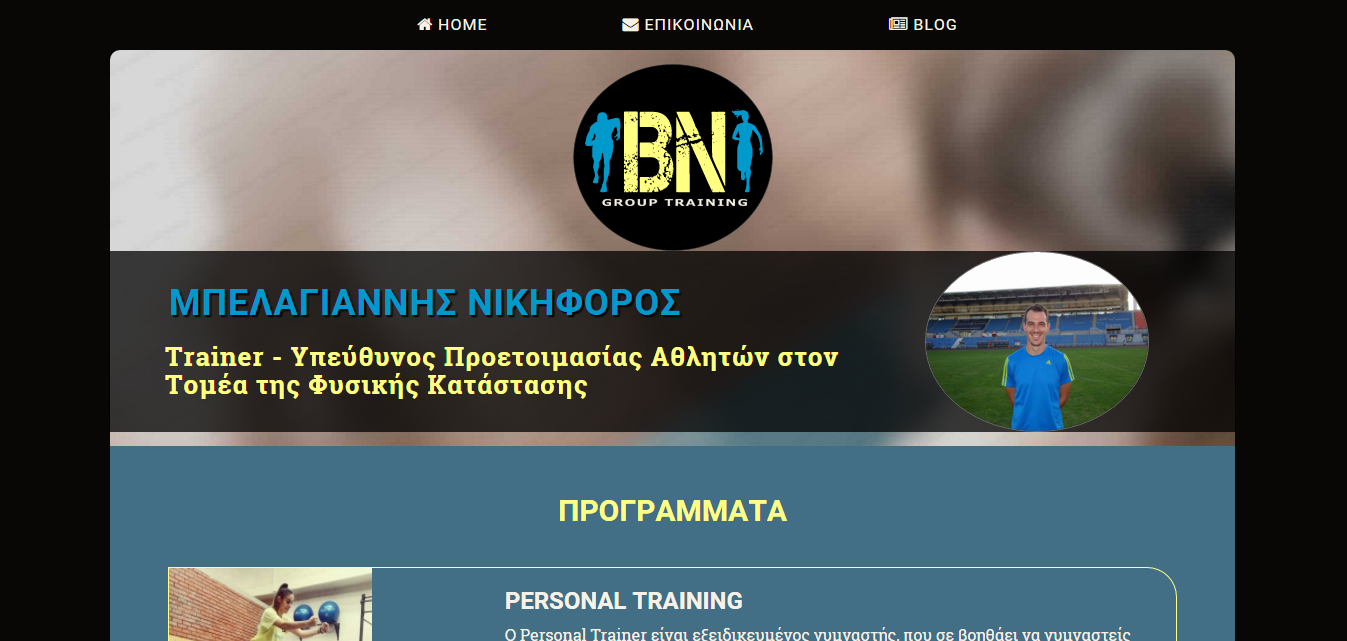 HOME
ΕΠΙΚΟΙΝΩΝΙΑ
BLOG
BN
GROUP TRAINING
ΜΠΕΛΑΓΙΑΝΝΗΣ ΝΙΚΗΦΟΡΟΣ
Trainer - Υπεύθυνος Προετοιμασίας Αθλητών στον
Τομέα της Φυσικής Κατάστασης
ΠΡΟΓΡΑΜΜΑΤΑ
PERSONAL TRAINING
Ο Personal Trainer είναι εξειδικευμένος γυμναστής, που σε βοηθάει να γυμναστείς